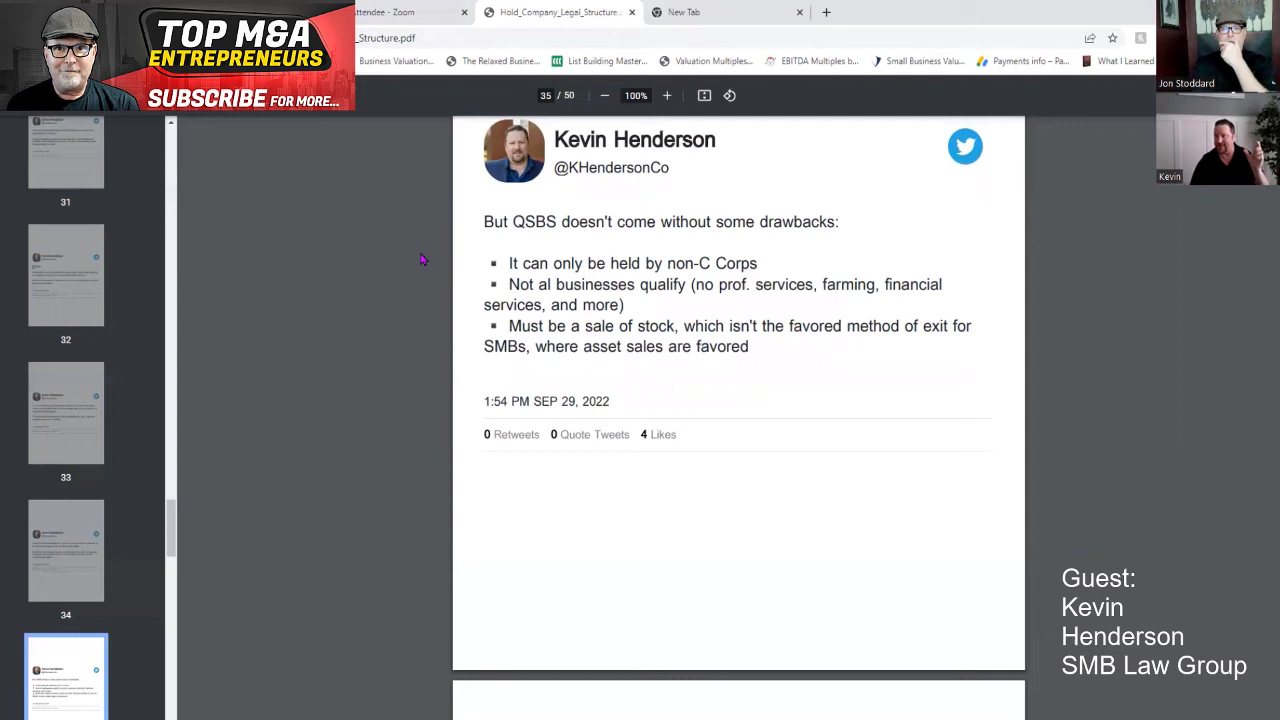 TOP M&A
ENTREPRENEURS
SUBSCRIBE FOR MORE...
ttendee - Zoom
Hold_Company_Legal_Structure
New Tab
_Structure.pdf
Business Valuation...
The Relaxed Busine...
List Building Master...
Valuation Multiples...
EBITDA Multiples b...
Small Business Valu...
Payments info – Pa...
What I Learned
35 / 50
100%
Jon Stoddard
Kevin
31
32
33
34
Kevin Henderson
@KHendersonCo
But QSBS doesn't come without some drawbacks:
▪ It can only be held by non-C Corps
▪ Not al businesses qualify (no prof. services, farming, financial
services, and more)
▪ Must be a sale of stock, which isn't the favored method of exit for
SMBs, where asset sales are favored
1:54 PM SEP 29, 2022
0 Retweets 0 Quote Tweets 4 Likes
Guest:
Kevin
Henderson
SMB Law Group